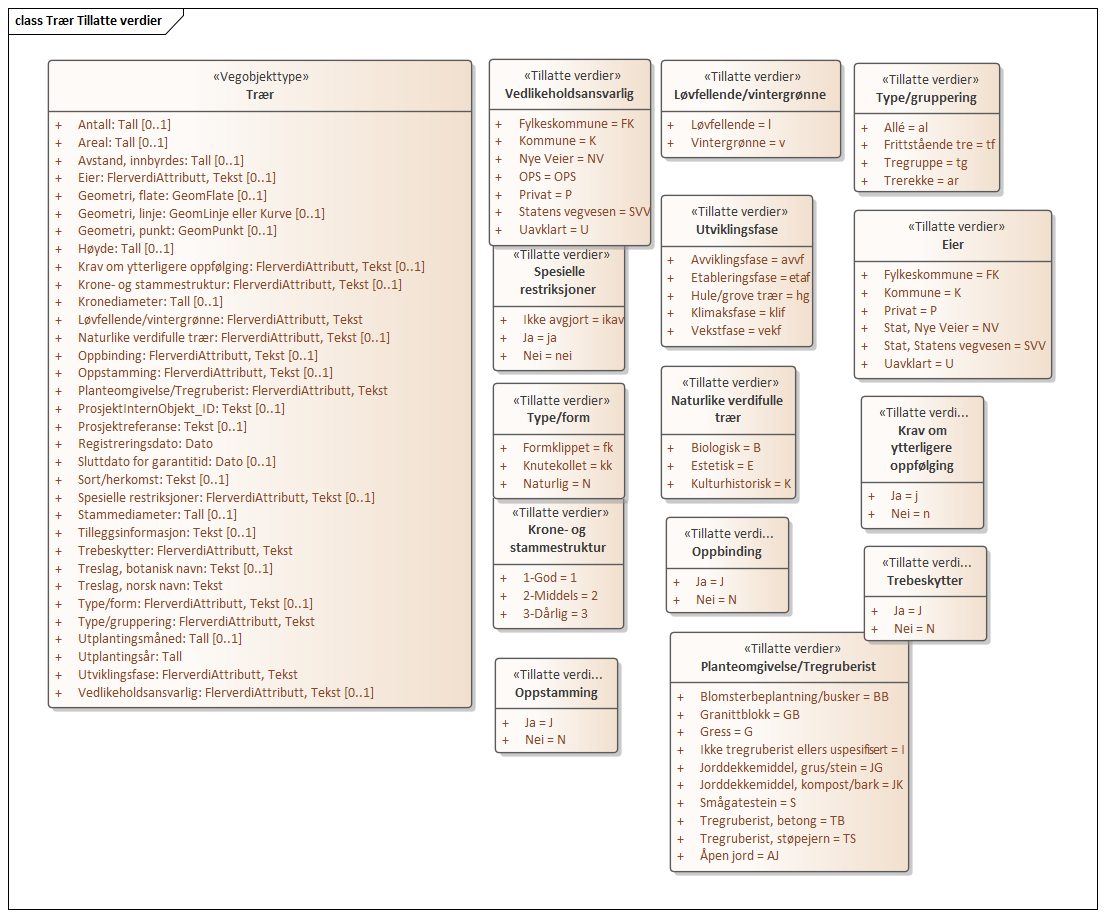 class Trær Tillatte verdier
«Vegobjekttype»
Trær
+ Antall: Tall [0..1]
+ Areal: Tall [0..1]
+ Avstand, innbyrdes: Tall [0..1]
+ Eier: FlerverdiAttributt, Tekst [0..1]
+ Geometri, flate: GeomFlate [0..1]
+ Geometri, linje: GeomLinje eller Kurve [0..1]
+ Geometri, punkt: GeomPunkt [0..1]
+ Høyde: Tall [0..1]
+ Krav om ytterligere oppfølging: FlerverdiAttributt, Tekst [0..1]
+ Krone- og stammestruktur: FlerverdiAttributt, Tekst [0..1]
+ Kronediameter: Tall [0..1]
+ Løvfellende/vintergrønne: FlerverdiAttributt, Tekst
+ Naturlike verdifulle trær: FlerverdiAttributt, Tekst [0..1]
+ Oppbinding: FlerverdiAttributt, Tekst [0..1]
+ Oppstamming: FlerverdiAttributt, Tekst [0..1]
+ Planteomgivelse/Tregruberist: FlerverdiAttributt, Tekst
+ ProsjektInternObjekt_ID: Tekst [0..1]
+ Prosjektreferanse: Tekst [0..1]
+ Registreringsdato: Dato
+ Sluttdato for garantitid: Dato [0..1]
+ Sort/herkomst: Tekst [0..1]
+ Spesielle restriksjoner: FlerverdiAttributt, Tekst [0..1]
+ Stammediameter: Tall [0..1]
+ Tilleggsinformasjon: Tekst [0..1]
+ Trebeskytter: FlerverdiAttributt, Tekst
+ Treslag, botanisk navn: Tekst [0..1]
+ Treslag, norsk navn: Tekst
+ Type/form: FlerverdiAttributt, Tekst [0..1]
+ Type/gruppering: FlerverdiAttributt, Tekst
+ Utplantingsmåned: Tall [0..1]
+ Utplantingsår: Tall
+ Utviklingsfase: FlerverdiAttributt, Tekst
+ Vedlikeholdsansvarlig: FlerverdiAttributt, Tekst [0..1]
«Tillatte verdier»
Vedlikeholdsansvarlig
+ Fylkeskommune = FK
+ Kommune = K
+ Nye Veier = NV
+ OPS = OPS
+ Privat = P
+ Statens vegvesen = SVV
+ Uavklart = U
«Tillatte verdier»
Spesielle
restriksjoner
+ Ikke avgjort = ikav
+ Ja = ja
+ Nei = nei
«Tillatte verdier»
Type/form
+ Formklippet = fk
+ Knutekollet = kk
+ Naturlig = N
«Tillatte verdier»
Krone- og
stammestruktur
+ 1-God = 1
+ 2-Middels = 2
+ 3-Dårlig = 3
«Tillatte verdi...
Oppstamming
+ Ja = J
+ Nei = N
«Tillatte verdier»
Løvfellende/vintergrønne
+ Løvfellende = l
+ Vintergrønne = v
«Tillatte verdier»
Utviklingsfase
+ Avviklingsfase = avvf
+ Etableringsfase = etaf
+ Hule/grove trær = hg
+ Klimaksfase = klif
+ Vekstfase = vekf
«Tillatte verdier»
Naturlike verdifulle
trær
+ Biologisk = B
+ Estetisk = E
+ Kulturhistorisk = K
«Tillatte verdi...
Oppbinding
+ Ja = J
+ Nei = N
«Tillatte verdier»
Planteomgivelse/Tregruberist
+ Blomsterbeplantning/busker = BB
+ Granittblokk = GB
+ Gress = G
+ Ikke tregruberist ellers uspesifisert = I
+ Jorddekkemiddel, grus/stein = JG
+ Jorddekkemiddel, kompost/bark = JK
+ Smågatestein = S
+ Tregruberist, betong = TB
+ Tregruberist, støpejern = TS
+ Åpen jord = AJ
«Tillatte verdier»
Type/gruppering
+ Allé = al
+ Frittstående tre = tf
+ Tregruppe = tg
+ Trerekke = ar
«Tillatte verdier»
Eier
+ Fylkeskommune = FK
+ Kommune = K
+ Privat = P
+ Stat, Nye Veier = NV
+ Stat, Statens vegvesen = SVV
+ Uavklart = U
«Tillatte verdi...
Krav om
ytterligere
oppfølging
+ Ja = j
+ Nei = n
«Tillatte verdi...
Trebeskytter
+ Ja = J
+ Nei = N